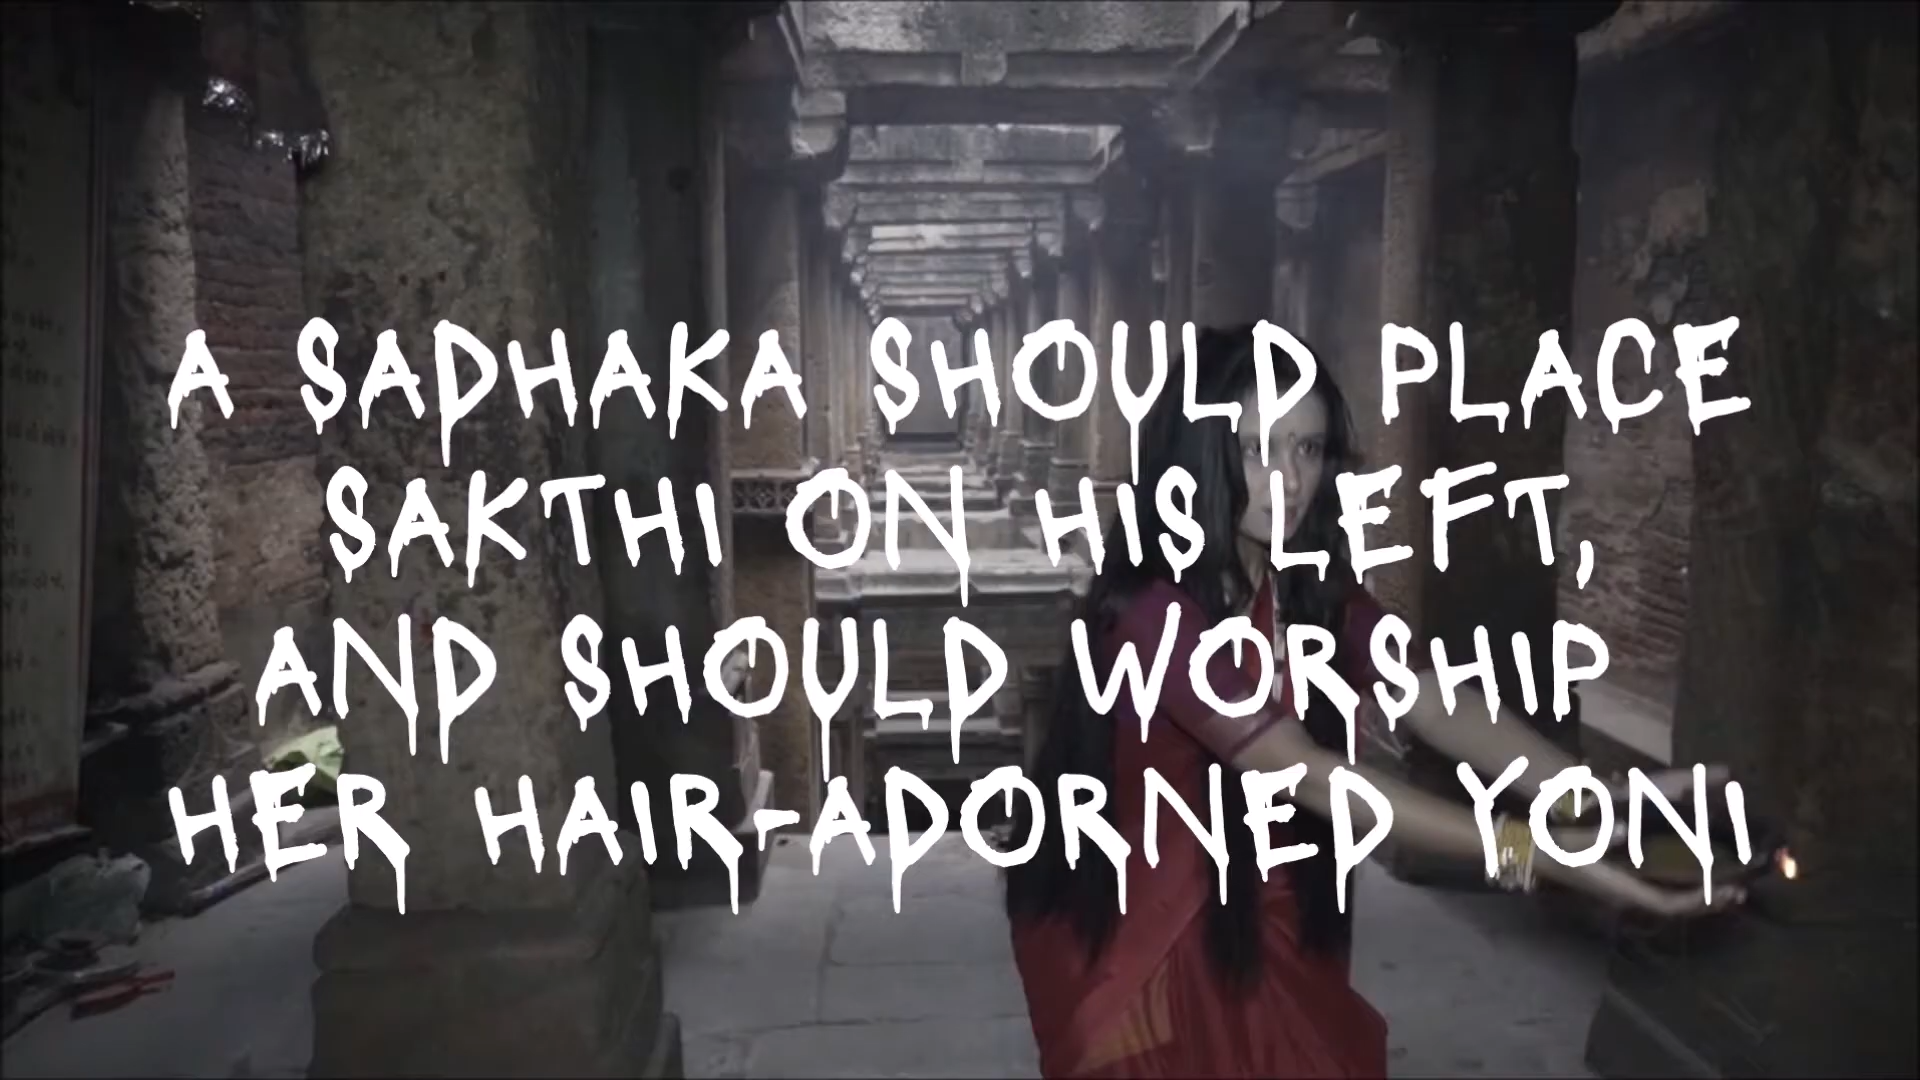 A SADHAKA SHOULD PLACE
SAKTHI ON HIS LEFT,
AND SHOULD WORSHIP
HER HAIR-ADORNED YONI